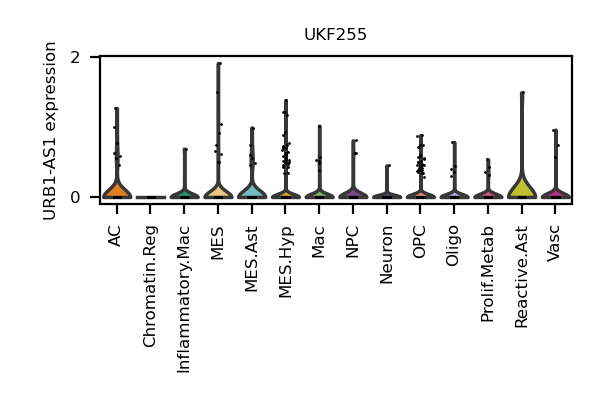 UKF255
URB1-AS1 expression
2
0
AC
Chromatin.Reg
Inflammatory.Mac
MES
MES.Ast
MES.Hyp
Mac
NPC
Neuron
OPC
Oligo
Prolif.Metab
Reactive.Ast
Vasc